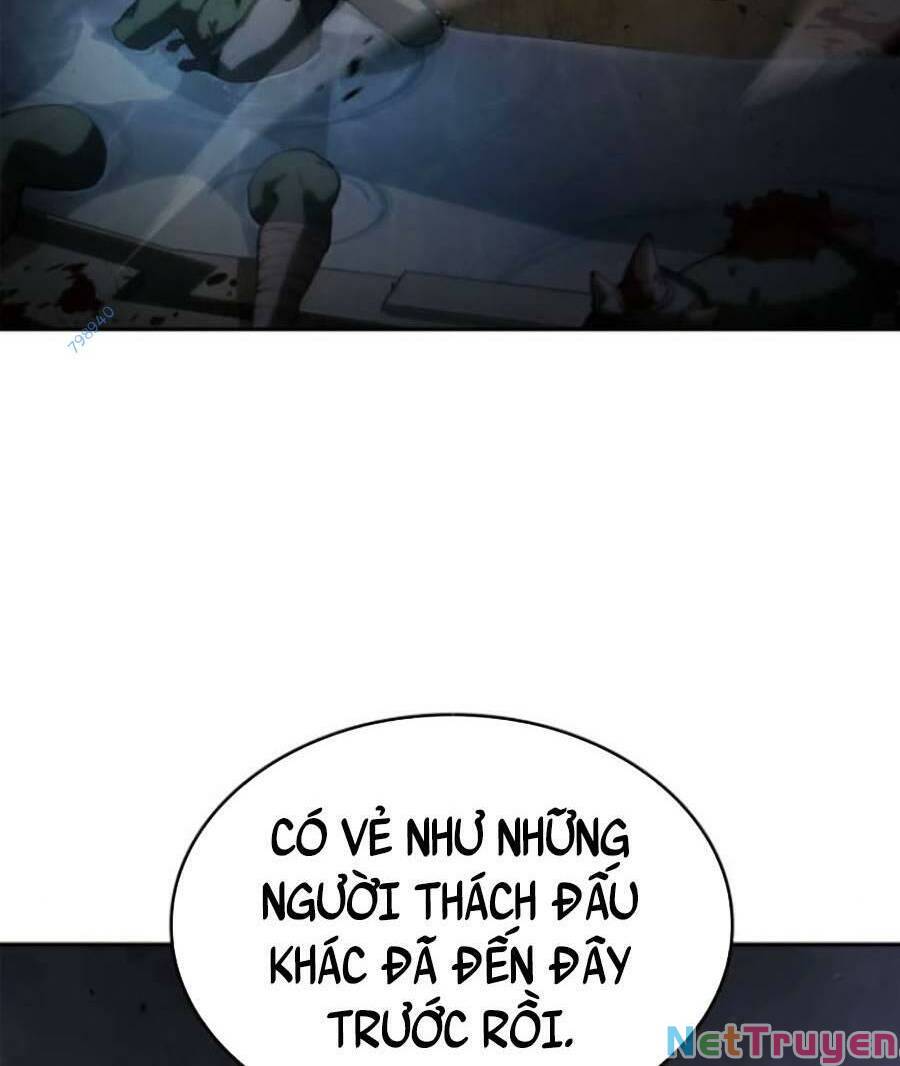 798940
CÓ VẺ NHƯ NHỮNG
NGƯỜI THÁCH ĐẤU
KHÁC ĐÃ ĐẾN ĐÂY
TRƯỚC RỒI.
NetTruyen